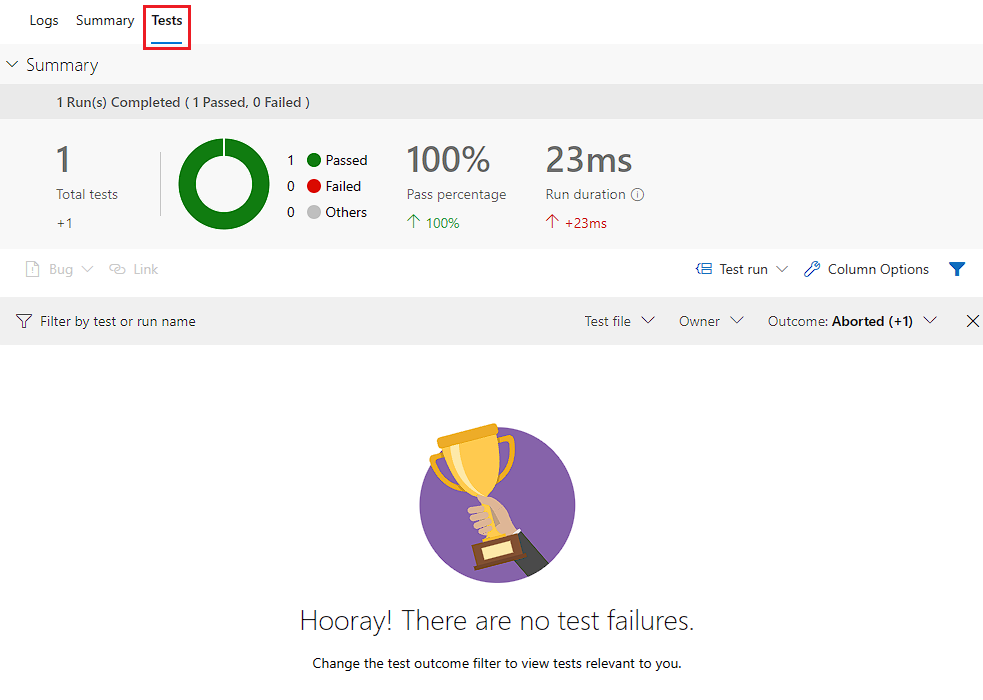 Logs Summary Tests
Summary
1 Run(s) Completed ( 1 Passed, 0 Failed )
1
Total tests
+1
1 Passed
0 Failed
0 Others
100%
Pass percentage
100%
23ms
Run duration
+23ms
Bug Link Test run Column Options
Filter by test or run name Test file Owner Outcome: Aborted (+1)
Hooray! There are no test failures.
Change the test outcome filter to view tests relevant to you.